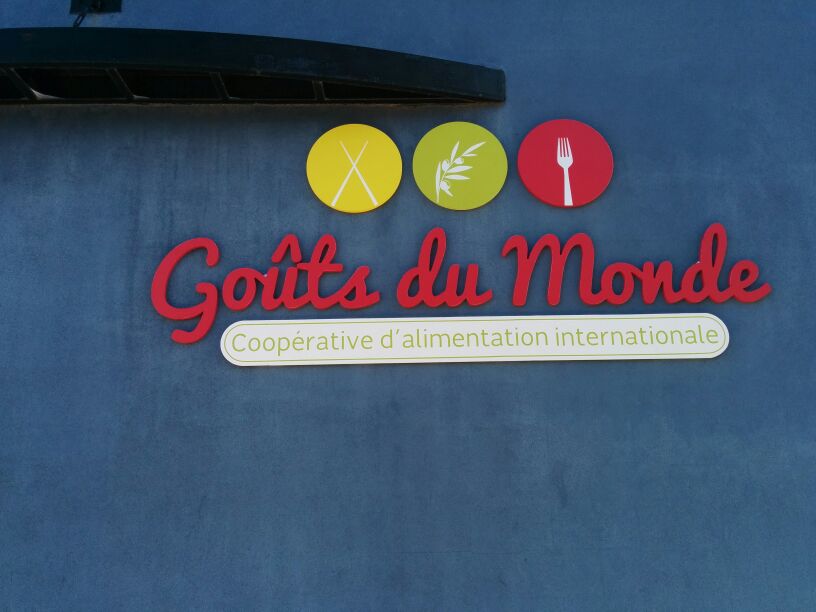 Goûts du Monde
Coopérative d'alimentation internationale